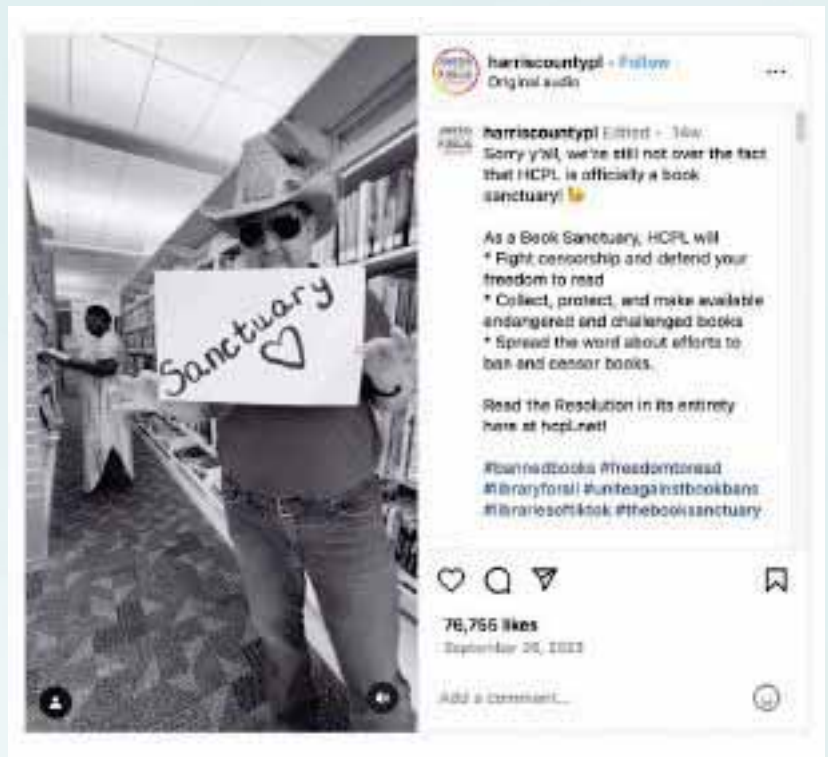 Sanctuary
harriscountypl • Follow
Original audio
harriscountypl Edited • 14w
Sorry y'all, we're still not over the fact
that HCPL is officially a book
sanctuary!
As a Book Sanctuary, HCPL will
* Fight censorship and defend your
freedom to read
* Collect, protect, and make available
endangered and challenged books
* Spread the word about efforts to
ban and censor books.
Read the Resolution in its entirety
here at hcpl.net!
#bannedbooks #freedomtoread
#libraryforall #uniteagainstbookbans
#librariesoftiktok #thebooksanctuary
76,755 likes
September 26, 2023
Add a comment...